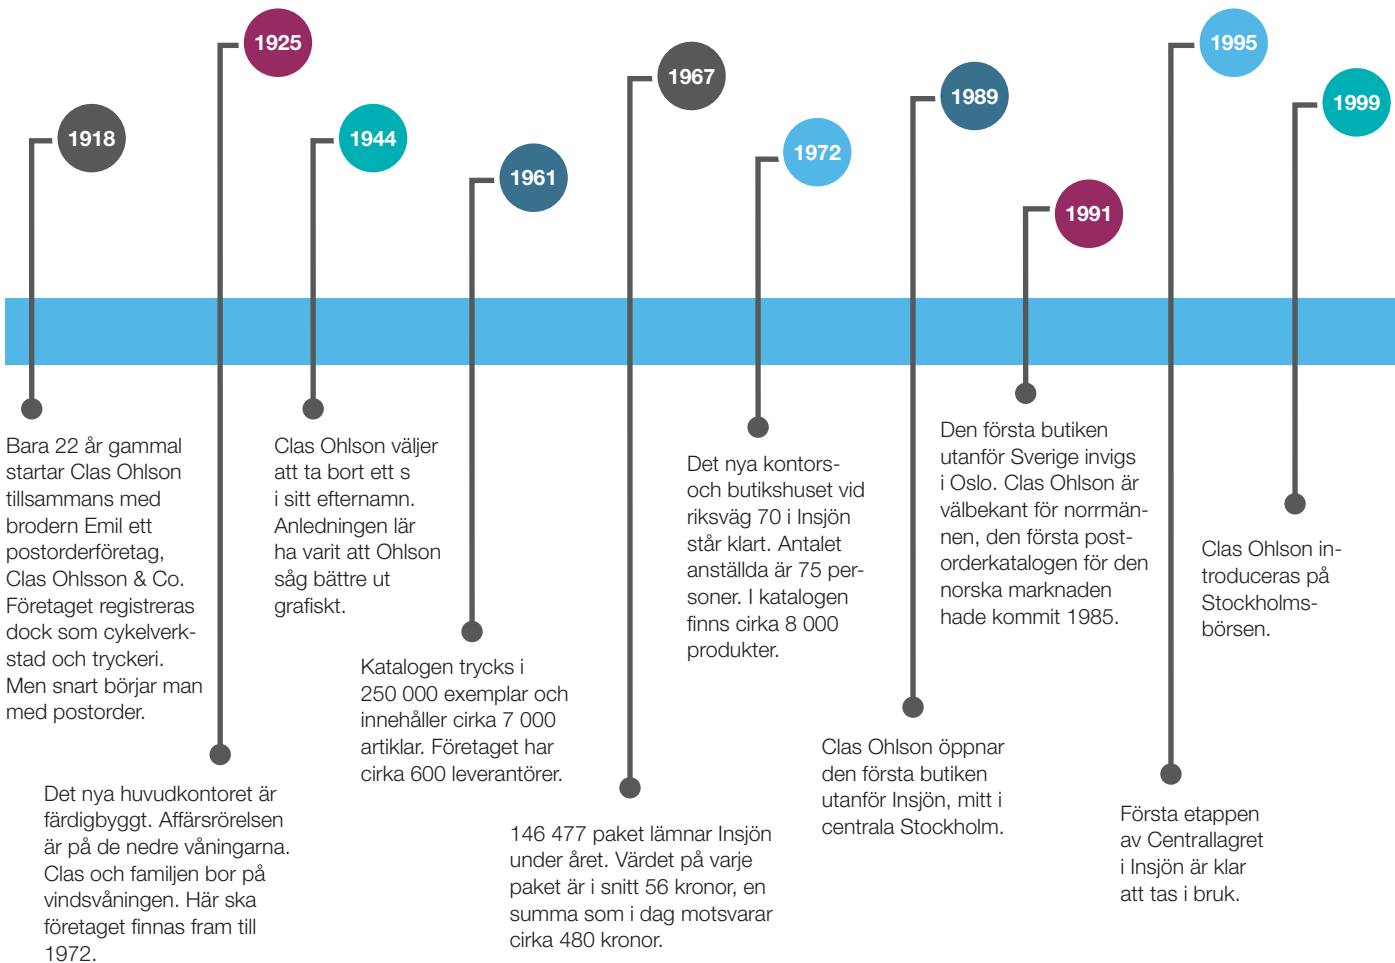 1918
Bara 22 år gammal
startar Clas Ohlson
tillsammans med
brodern Emil ett
postorderföretag,
Clas Ohlsson & Co.
Företaget registreras
dock som cykelverk-
stad och tryckeri.
Men snart börjar man
med postorder.
1925
Det nya huvudkontoret är
färdigbyggt. Affärsrörelsen
är på de nedre våningarna.
Clas och familjen bor på
vindsvåningen. Här ska
företaget finnas fram till
1972.
1944
Clas Ohlson väljer
att ta bort ett s
i sitt efternamn.
Anledningen lär
ha varit att Ohlson
såg bättre ut
grafiskt.
1961
Katalogen trycks i
250 000 exemplar och
innehåller cirka 7 000
artiklar. Företaget har
cirka 600 leverantörer.
1967
146 477 paket lämnar Insjön
under året. Värdet på varje
paket är i snitt 56 kronor, en
summa som i dag motsvarar
cirka 480 kronor.
1972
Det nya kontors-
och butikshuset vid
riksväg 70 i Insjön
står klart. Antalet
anställda är 75 per-
soner. I katalogen
finns cirka 8 000
produkter.
1989
Clas Ohlson öppnar
den första butiken
utanför Insjön, mitt i
centrala Stockholm.
1991
Den första butiken
utanför Sverige invigs
i Oslo. Clas Ohlson är
välbekant för norrmän-
nen, den första post-
orderkatalogen för den
norska marknaden
hade kommit 1985.
1995
Första etappen
av Centrallagret
i Insjön är klar
att tas i bruk.
1999
Clas Ohlson in-
troduceras på
Stockholms-
börsen.